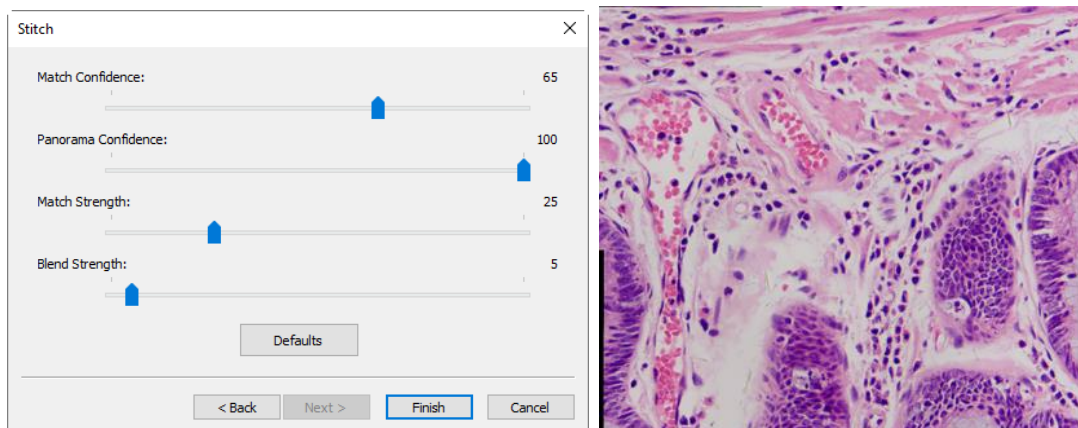 Stitch
Match Confidence: 65
Panorama Confidence: 100
Match Strength: 25
Blend Strength: 5
Defaults
< Back Next > Finish Cancel